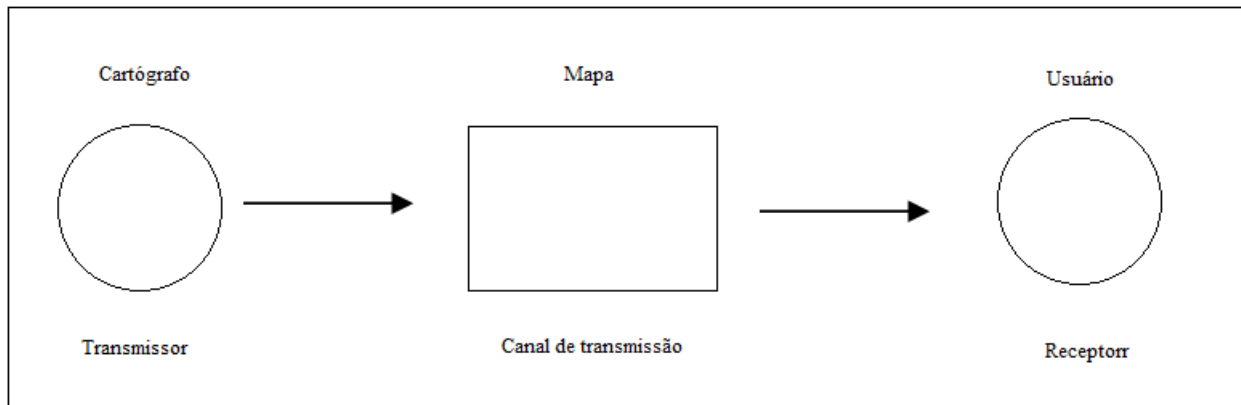 Cartógrafo
Mapa
Usuário
Transmissor
Canal de transmissão
Receptorr